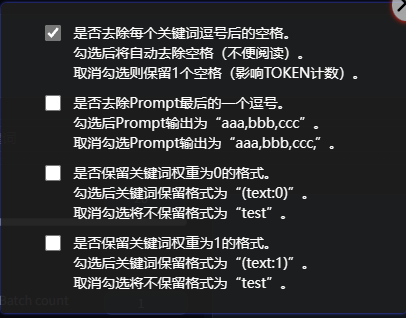 是否去除每个关键词逗号后的空格。
勾选后将自动去除空格（不便阅读）。
取消勾选则保留1个空格（影响TOKEN计数）。
是否去除Prompt最后的一个逗号。
勾选后Prompt输出为“aaa,bbb,ccc”。
取消勾选Prompt输出为“aaa,bbb,ccc,”。
是否保留关键词权重为0的格式。
勾选后关键词保留格式为“(text:0)”。
取消勾选将不保留格式为“test”。
是否保留关键词权重为1的格式。
勾选后关键词保留格式为“(text:1)”。
取消勾选将不保留格式为“test”。
Batch count
1